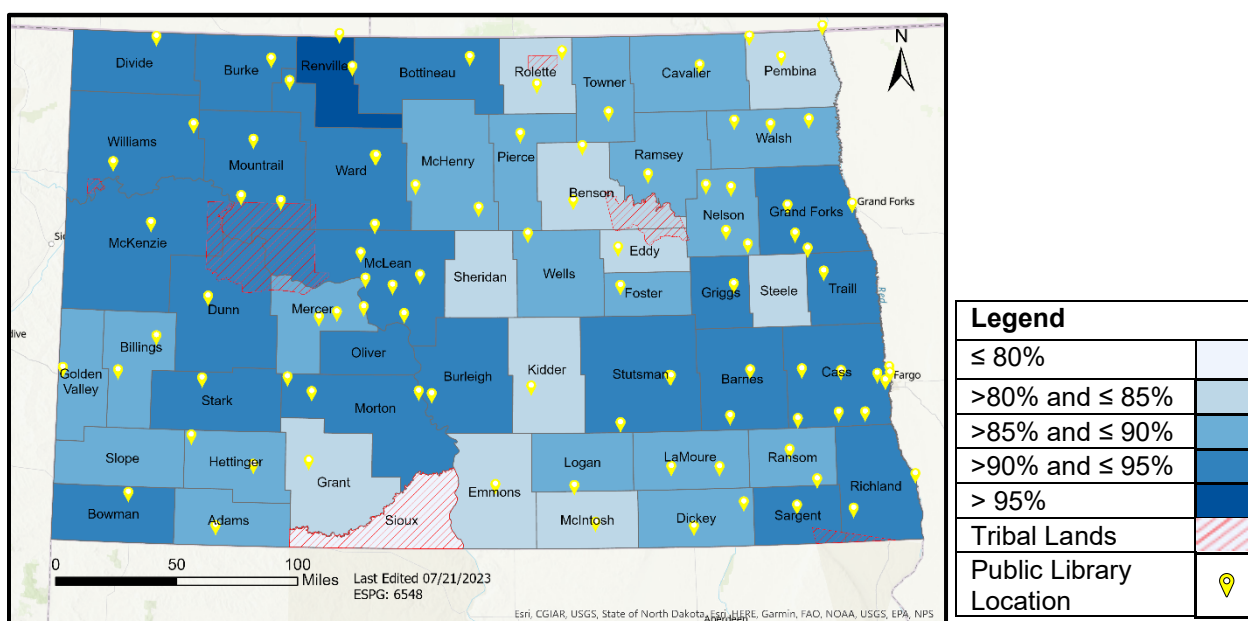 N
Divide
Burke
Renville
Bottineau
Rolette
Towner
Cavalier
Pembina
Williams
Mountrail
Ward
McHenry
Pierce
Benson
Ramsey
Walsh
Nelson
Grand Forks
Grand Forks
McKenzie
McLean
Sheridan
Wells
Eddy
Foster
Griggs
Steele
Traill
Red
Dunn
Mercer
Oliver
Billings
Golden
Valley
Stark
Morton
Burleigh
Kidder
Stutsman
Barnes
Cass
Fargo
Slope
Hettinger
Grant
Emmons
Logan
LaMoure
Ransom
Richland
Bowman
Adams
Sioux
McIntosh
Dickey
Sargent
0 50 100
Miles
Last Edited 07/21/2023
ESPG: 6548
Esri, CGIAR, USGS, State of North Dakota, Esri, HERE, Garmin, FAO, NOAA, USGS, EPA, NPS
Legend
≤ 80%
>80% and ≤ 85%
>85% and ≤ 90%
>90% and ≤ 95%
> 95%
Tribal Lands
Public Library
Location